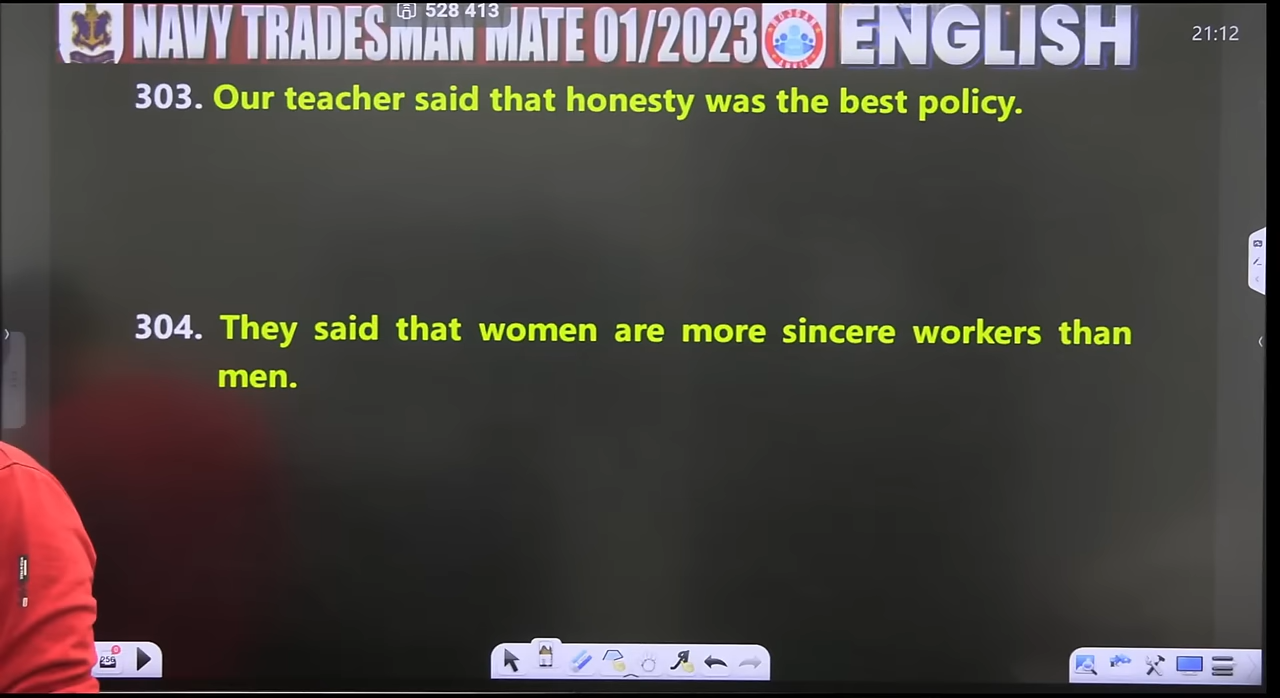 528 413
NAVY TRADESMAN MATE 01/2023 ENGLISH
21:12
303. Our teacher said that honesty was the best policy.
304. They said that women are more sincere workers than
men.
256